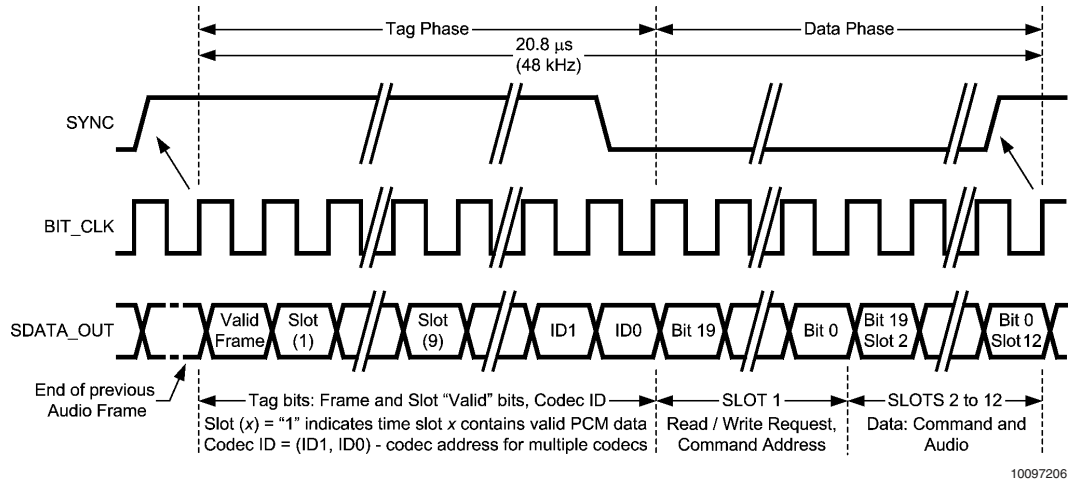 Tag Phase
Data Phase
20.8 μs
(48 kHz)
SYNC
BIT_CLK
SDATA_OUT
Valid
Frame
Slot
(1)
Slot
(9)
ID1
ID0
Bit 19
Bit 0
Bit 19
Slot 2
Bit 0
Slot12
End of previous
Audio Frame
Tag bits: Frame and Slot “Valid” bits, Codec ID
Slot (x) = “1” indicates time slot x contains valid PCM data
Codec ID = (ID1, ID0) - codec address for multiple codecs
SLOT 1
Read / Write Request,
Command Address
SLOTS 2 to 12
Data: Command and
Audio
10097206